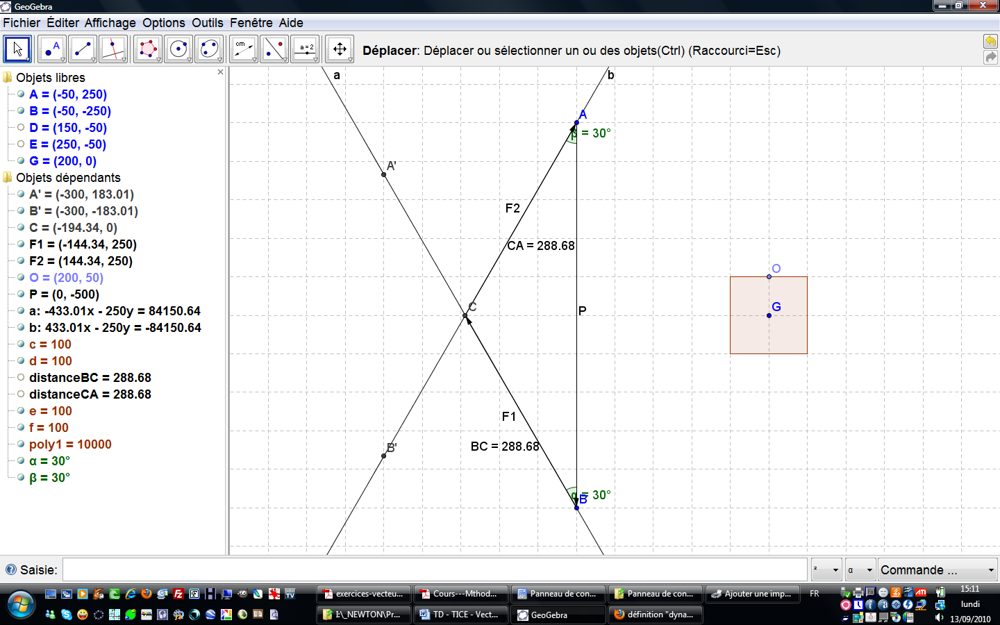 GeoGebra
Fichier Éditer Affichage Options Outils Fenêtre Aide
Déplacer: Déplacer ou sélectionner un ou des objets(Ctrl) (Raccourci=Esc)
Objets libres
A = (-50, 250)
B = (-50, -250)
D = (150, -50)
E = (250, -50)
G = (200, 0)
Objets dépendants
A' = (-300, 183.01)
B' = (-300, -183.01)
C = (-194.34, 0)
F1 = (-144.34, 250)
F2 = (144.34, 250)
O = (200, 50)
P = (0, -500)
a: -433.01x - 250y = 84150.64
b: 433.01x - 250y = -84150.64
c = 100
d = 100
distanceBC = 288.68
distanceCA = 288.68
e = 100
f = 100
poly1 = 10000
α = 30°
β = 30°
a
b
A
β = 30°
A'
F2
CA = 288.68
O
C
P
G
F1
BC = 288.68
B'
α = 30°
B
Saisie:
²
α
Commande ...
exercices-vecteu...
Cours---Mthod...
Panneau de con...
Panneau de con...
Ajouter une imp...
FR
15:11
I:\_NEWTON\Pr...
TD - TICE - Vect...
GeoGebra
définition "dyna...
lundi
13/09/2010